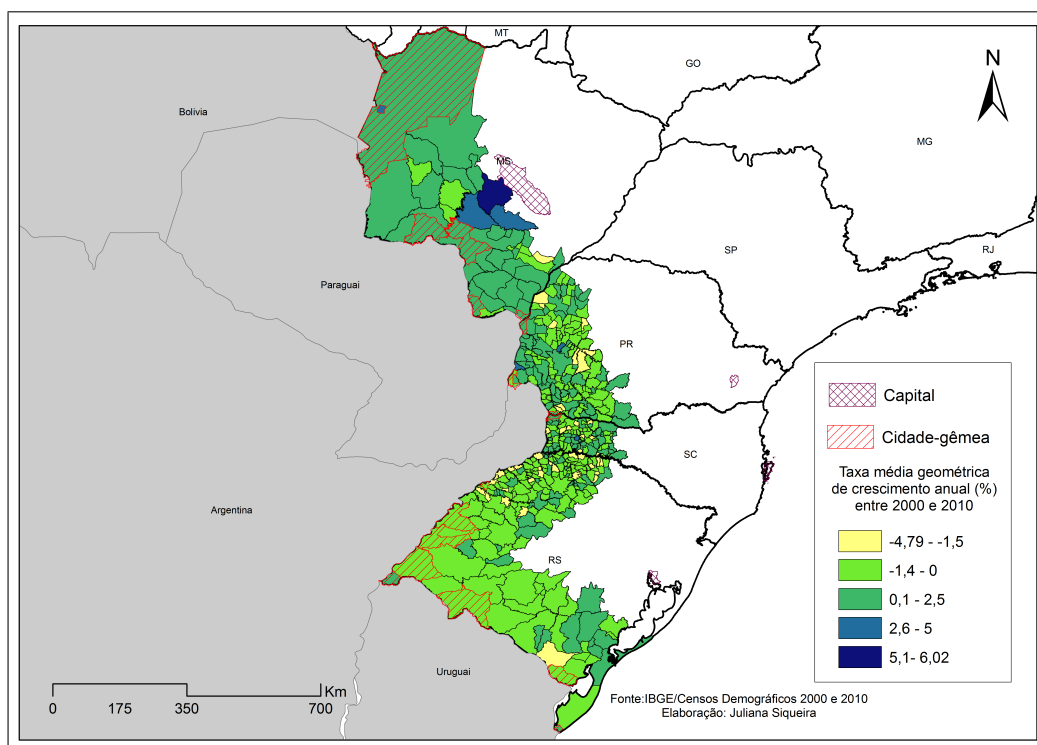 MT
GO
N
Bolívia
MG
MS
SP
RJ
Paraguai
PR
Capital
Cidade-gêmea
SC
Taxa média geométrica
de crescimento anual (%)
entre 2000 e 2010
Argentina
-4,79 - -1,5
-1,4 - 0
RS
0,1 - 2,5
2,6 - 5
5,1- 6,02
Uruguai
Km
0 175 350 700
Fonte:IBGE/Censos Demográficos 2000 e 2010
Elaboração: Juliana Siqueira